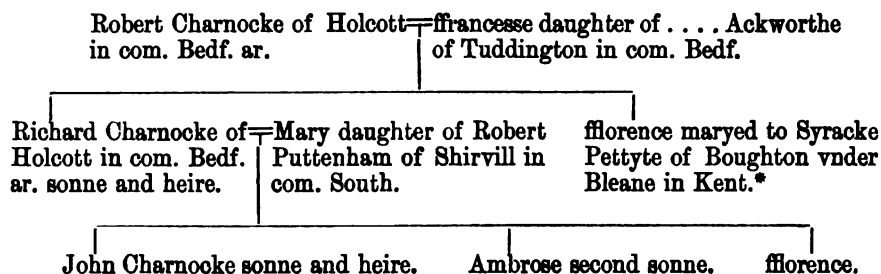 Robert Charnocke of Holcott=ffrancesse daughter of .... Ackworthe
in com. Bedf. ar.
of Tuddington in com. Bedf.
Richard Charnocke of
Holcott in com. Bedf.
ar. sonne and heire.
=Mary daughter of Robert
Puttenham of Shirvill in
com. South.
fflorence maryed to Syracke
Pettyte of Boughton vnder
Bleane in Kent.*
John Charnocke sonne and heire.
Ambrose second sonne.
fflorence.